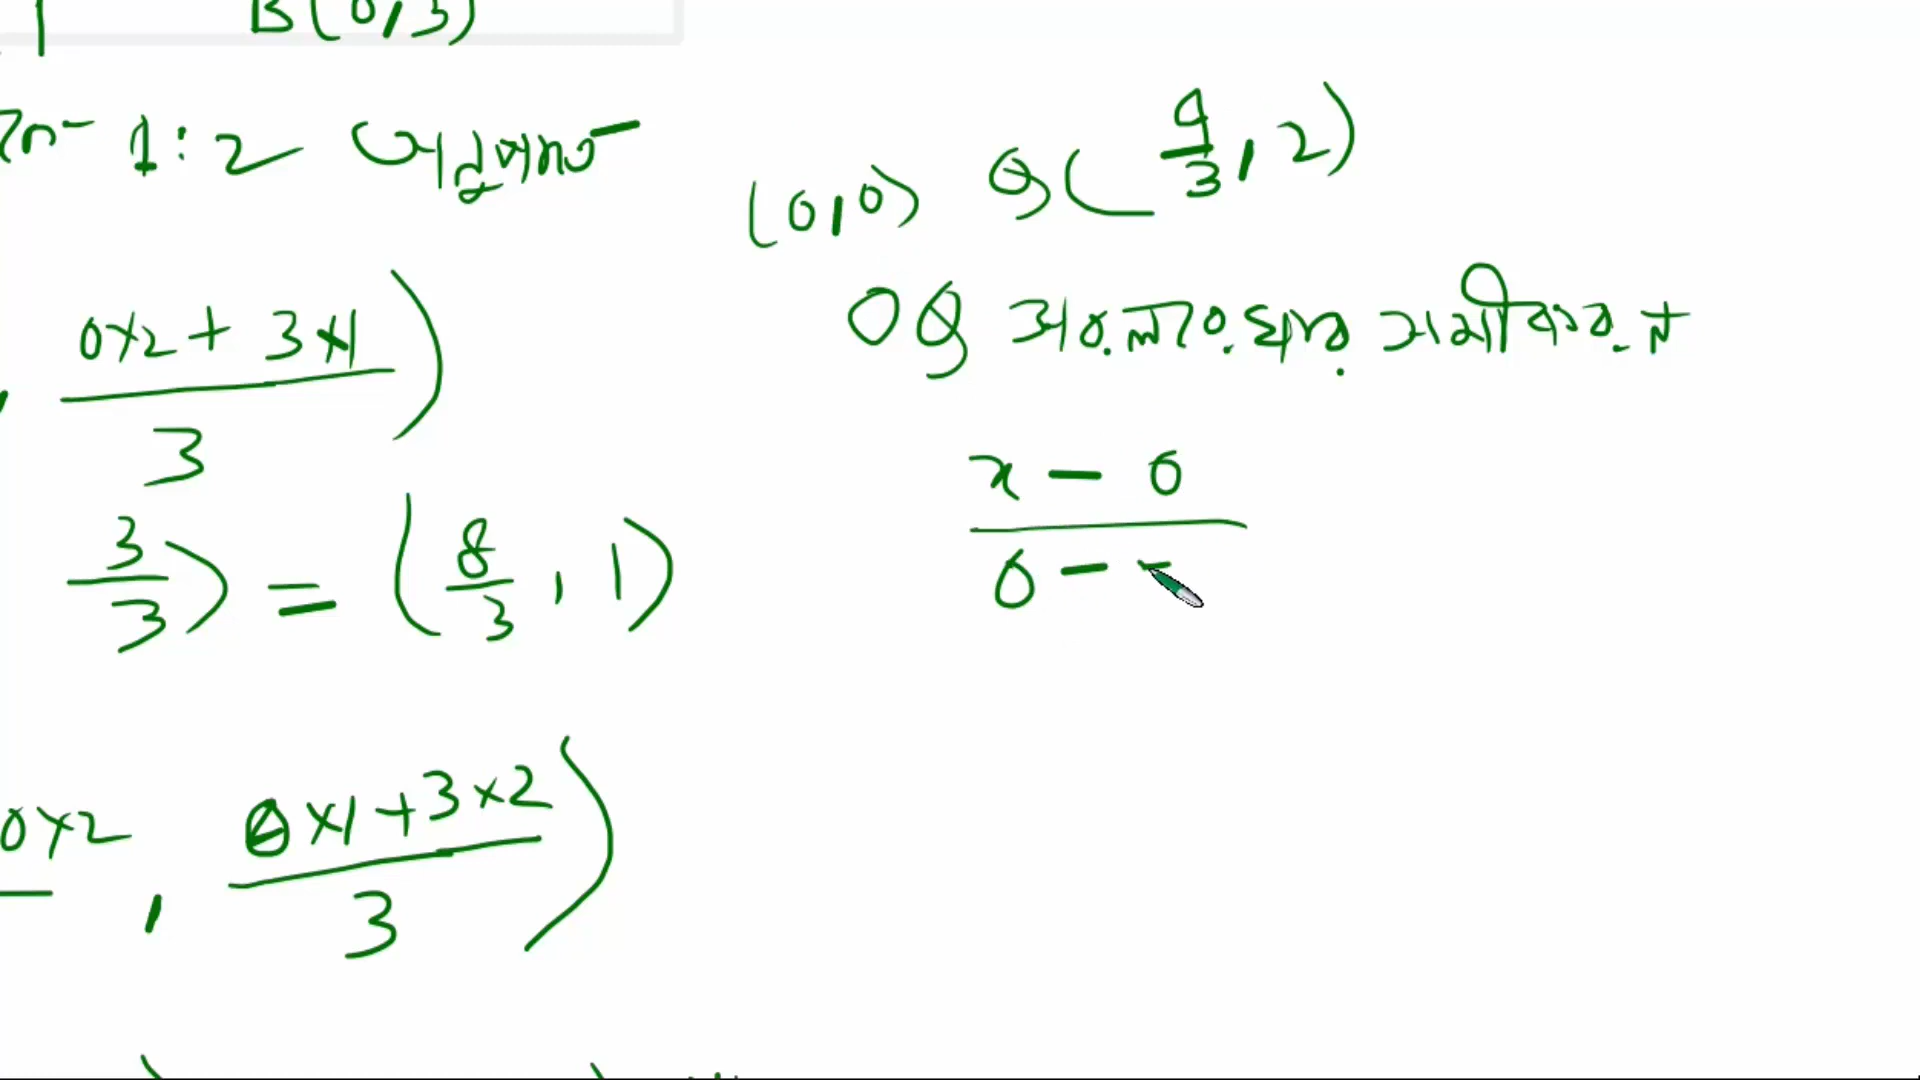 B(0,3)
1:2 অনুপাতে
(0,0) Q(4/3, 2)
OQ সরলরেখার সমীকরণ
0×2 + 3×1
3
x - 0
0 -
3/3) = (8/3, 1)
0×2, 0×1+3×2
3